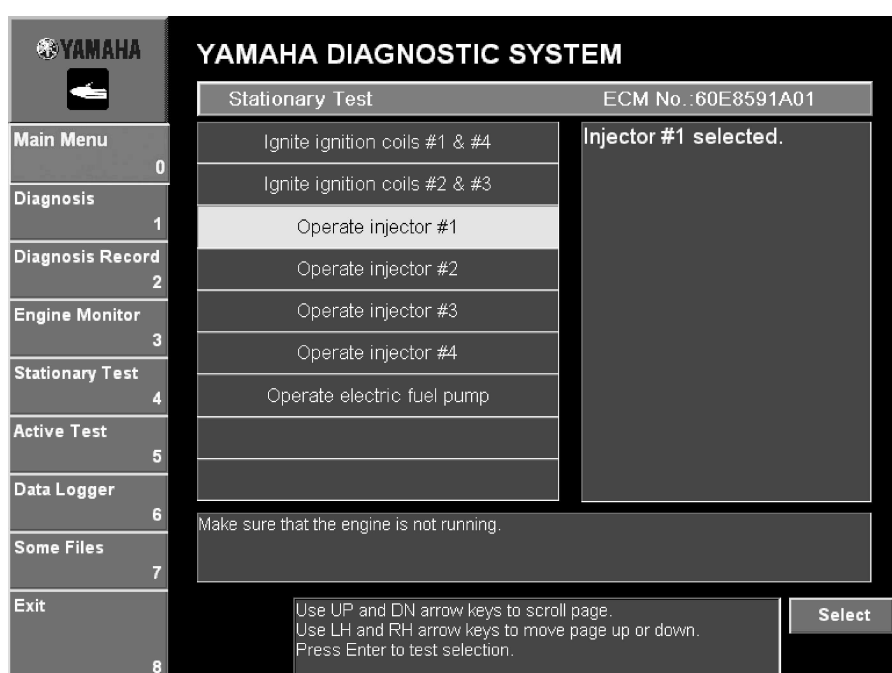 YAMAHA
YAMAHA DIAGNOSTIC SYSTEM
Stationary Test ECM No.:60E8591A01
Main Menu
0
Diagnosis
1
Diagnosis Record
2
Engine Monitor
3
Stationary Test
4
Active Test
5
Data Logger
6
Some Files
7
Exit
8
Ignite ignition coils #1 & #4
Ignite ignition coils #2 & #3
Operate injector #1
Operate injector #2
Operate injector #3
Operate injector #4
Operate electric fuel pump
Injector #1 selected.
Make sure that the engine is not running.
Use UP and DN arrow keys to scroll page.
Use LH and RH arrow keys to move page up or down.
Press Enter to test selection.
Select